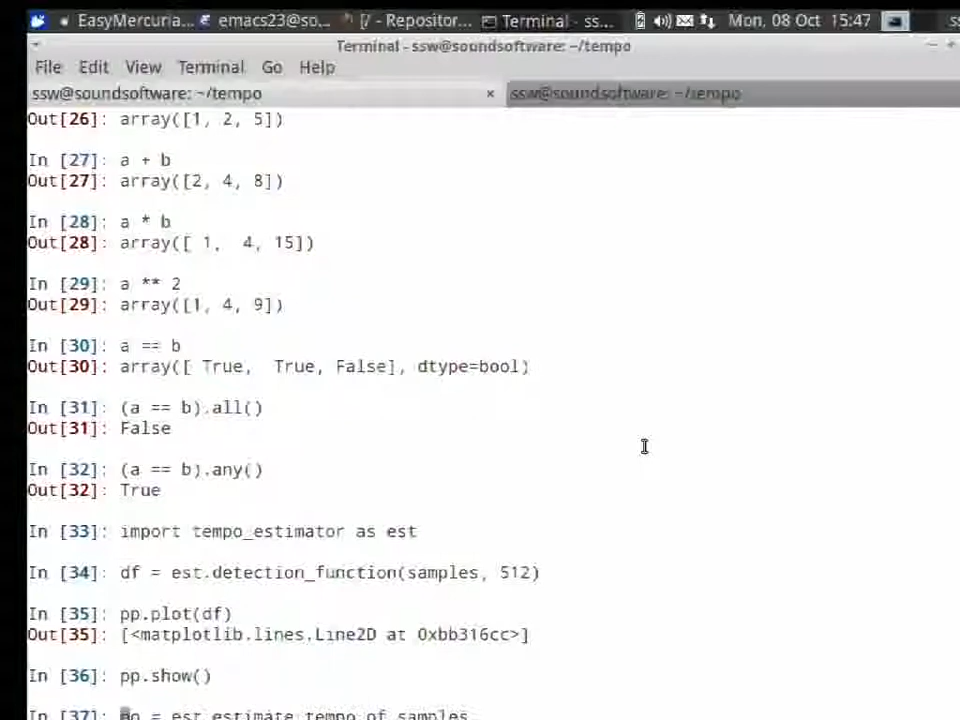 EasyMercuria... emacs23@so... [/ - Repositor... Terminal - ss... Mon, 08 Oct 15:47
Terminal - ssw@soundsoftware: ~/tempo
File Edit View Terminal Go Help
ssw@soundsoftware: ~/tempo × ssw@soundsoftware: ~/tempo
Out[26]: array([1, 2, 5])
In [27]: a + b
Out[27]: array([2, 4, 8])
In [28]: a * b
Out[28]: array([ 1,  4, 15])
In [29]: a ** 2
Out[29]: array([1, 4, 9])
In [30]: a == b
Out[30]: array([ True,  True, False], dtype=bool)
In [31]: (a == b).all()
Out[31]: False
In [32]: (a == b).any()
Out[32]: True
In [33]: import tempo_estimator as est
In [34]: df = est.detection_function(samples, 512)
In [35]: pp.plot(df)
Out[35]: [<matplotlib.lines.Line2D at 0xbb316cc>]
In [36]: pp.show()
In [37]: = est.estimate_tempo_of_samples